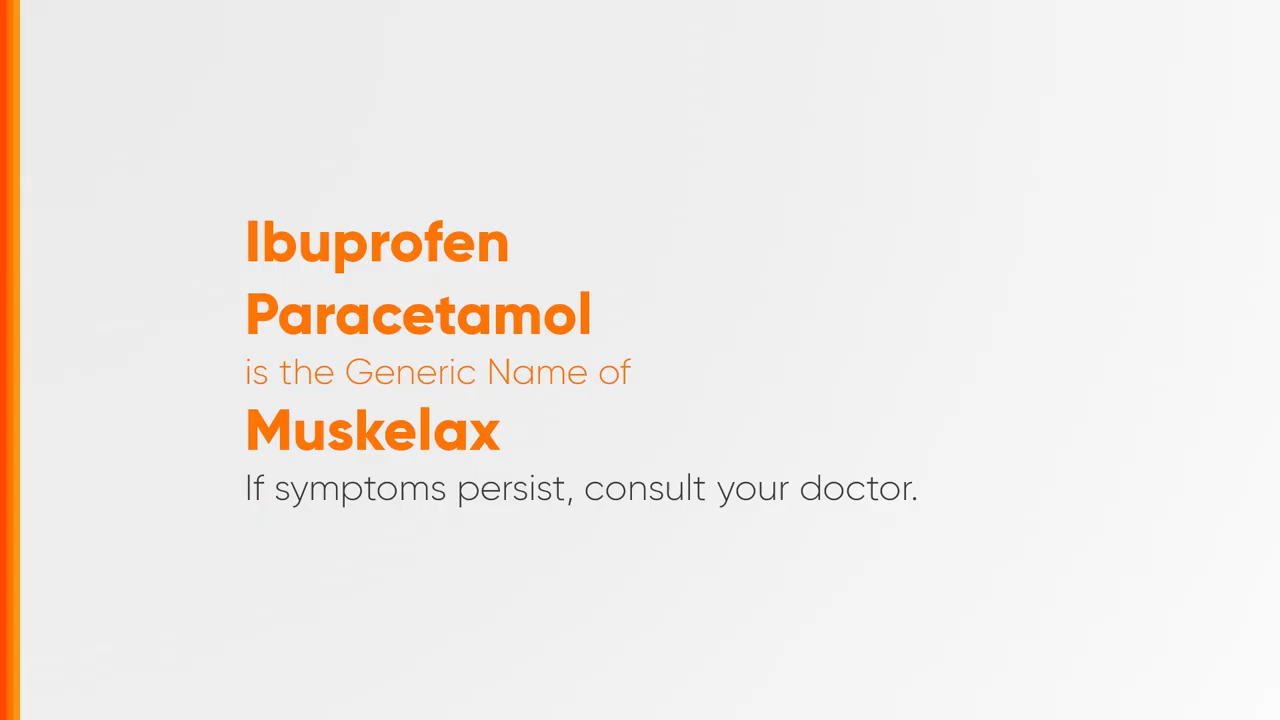 Ibuprofen
Paracetamol
is the Generic Name of
Muskelax
If symptoms persist, consult your doctor.